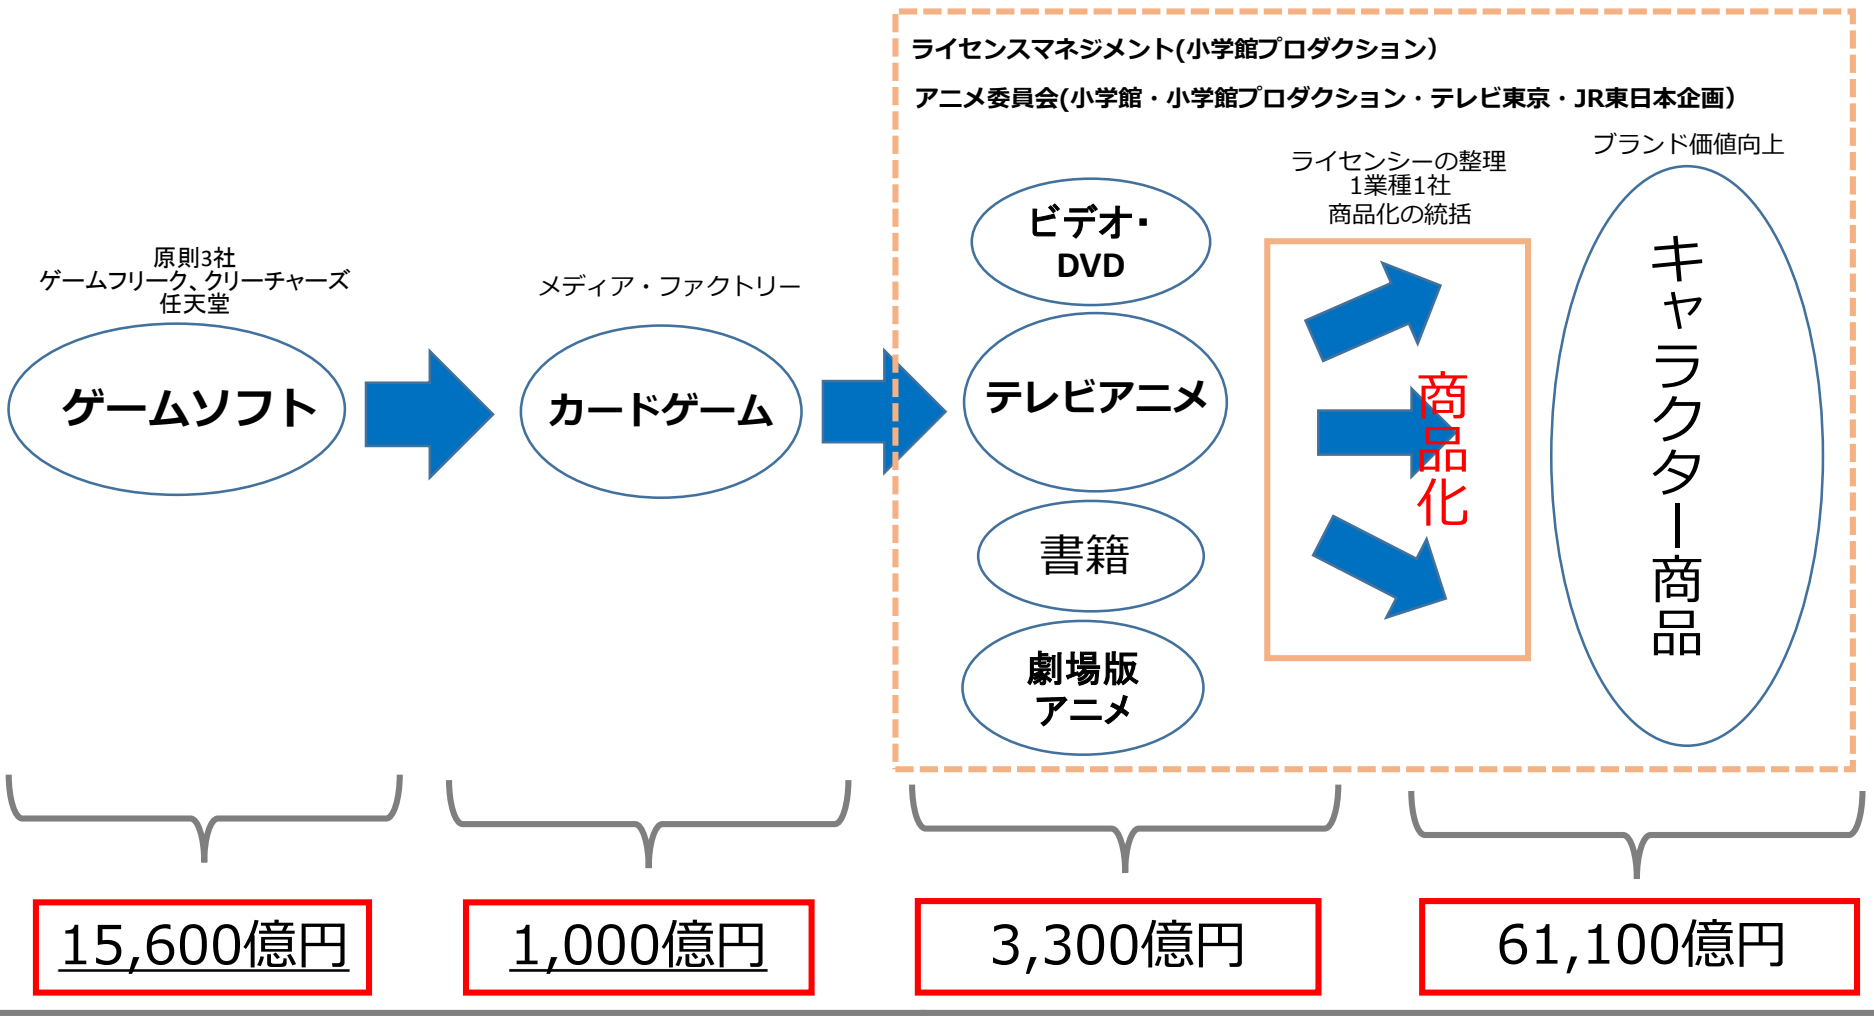 ライセンスマネジメント(小学館プロダクション）
アニメ委員会(小学館・小学館プロダクション・テレビ東京・JR東日本企画）
原則3社
ゲームフリーク、クリーチャーズ
任天堂
ゲームソフト
メディア・ファクトリー
カードゲーム
ビデオ・
DVD
テレビアニメ
書籍
劇場版
アニメ
ライセンシーの整理
1業種1社
商品化の統括
商品化
ブランド価値向上
キャラクター商品
15,600億円
1,000億円
3,300億円
61,100億円